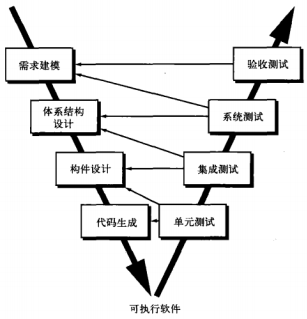 需求建模
验收测试
体系结构
设计
系统测试
构件设计
集成测试
代码生成
单元测试
可执行软件